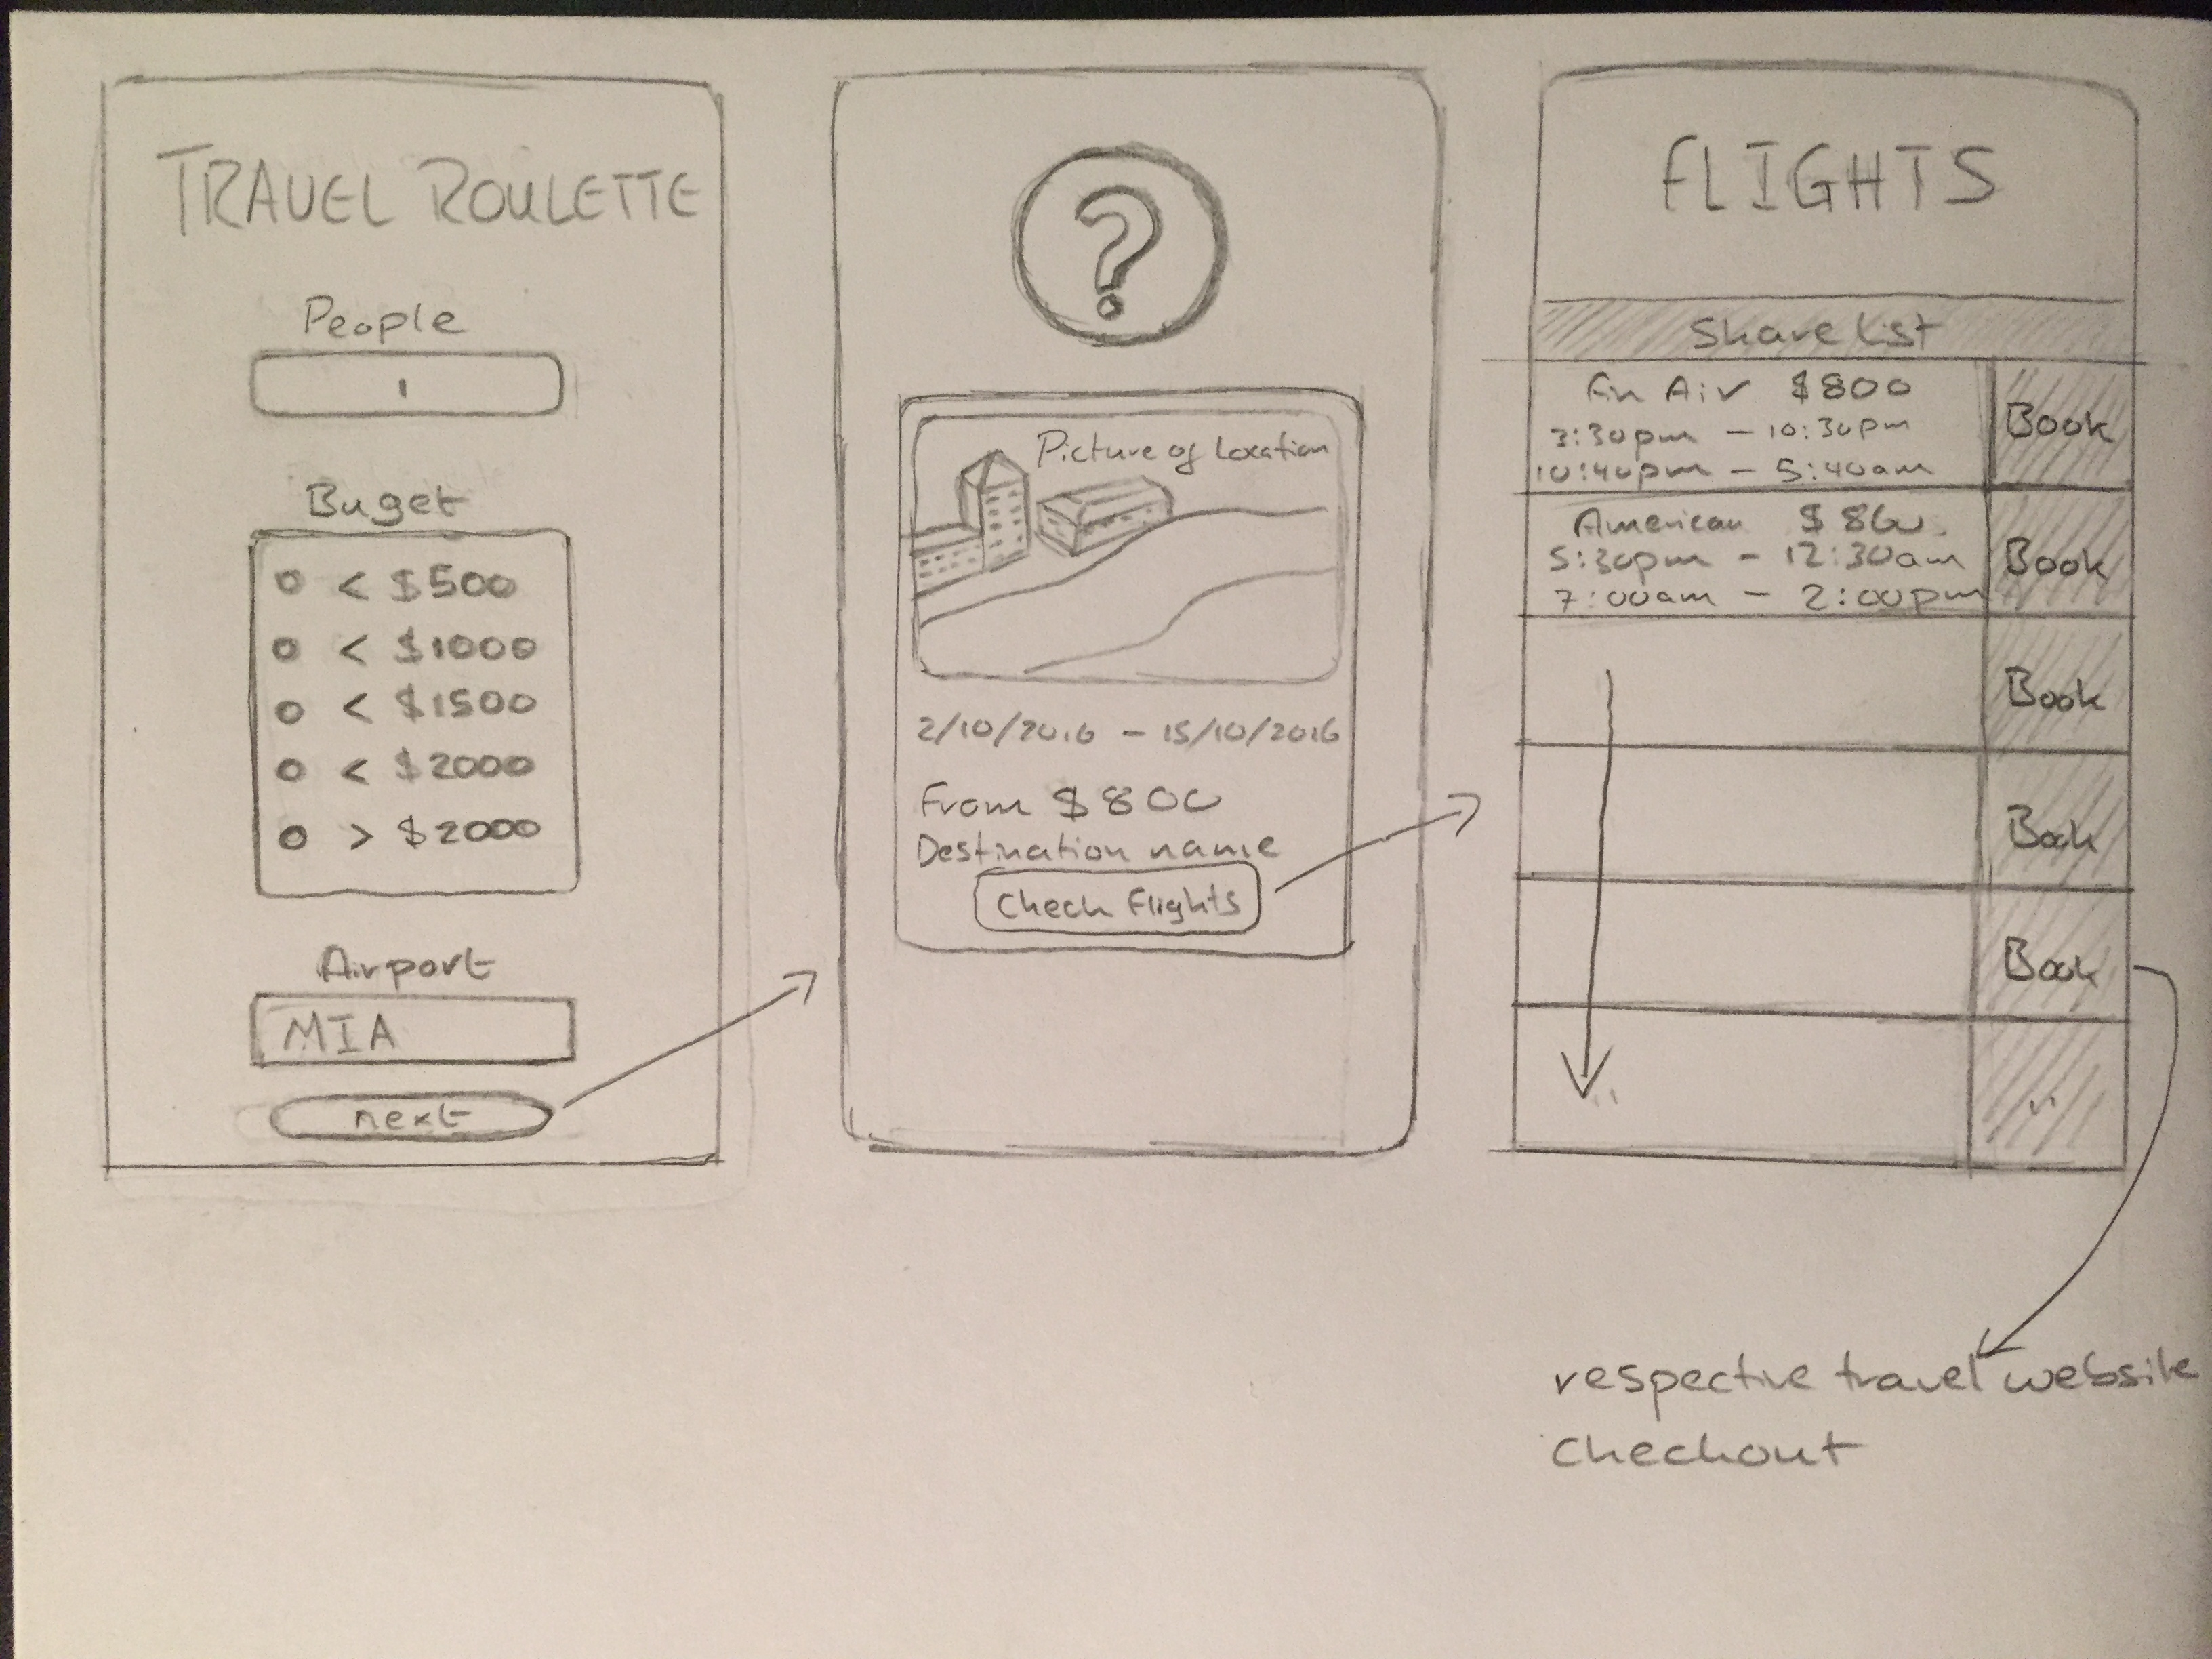 TRAVEL ROULETTE
People
1
Buget
< $500
< $1000
< $1500
< $2000
> $2000
Airport
MIA
next
?
Picture of Location
2/10/2016 - 15/10/2016
From $800
Destination name
Check Flights
FLIGHTS
Share List
Fin Air $800
3:30pm - 10:30pm
10:40pm - 5:40am
Book
American
5:30pm - 12:30am
7:00am - 2:00pm
Book
Book
Book
Book
respective travel website
checkout